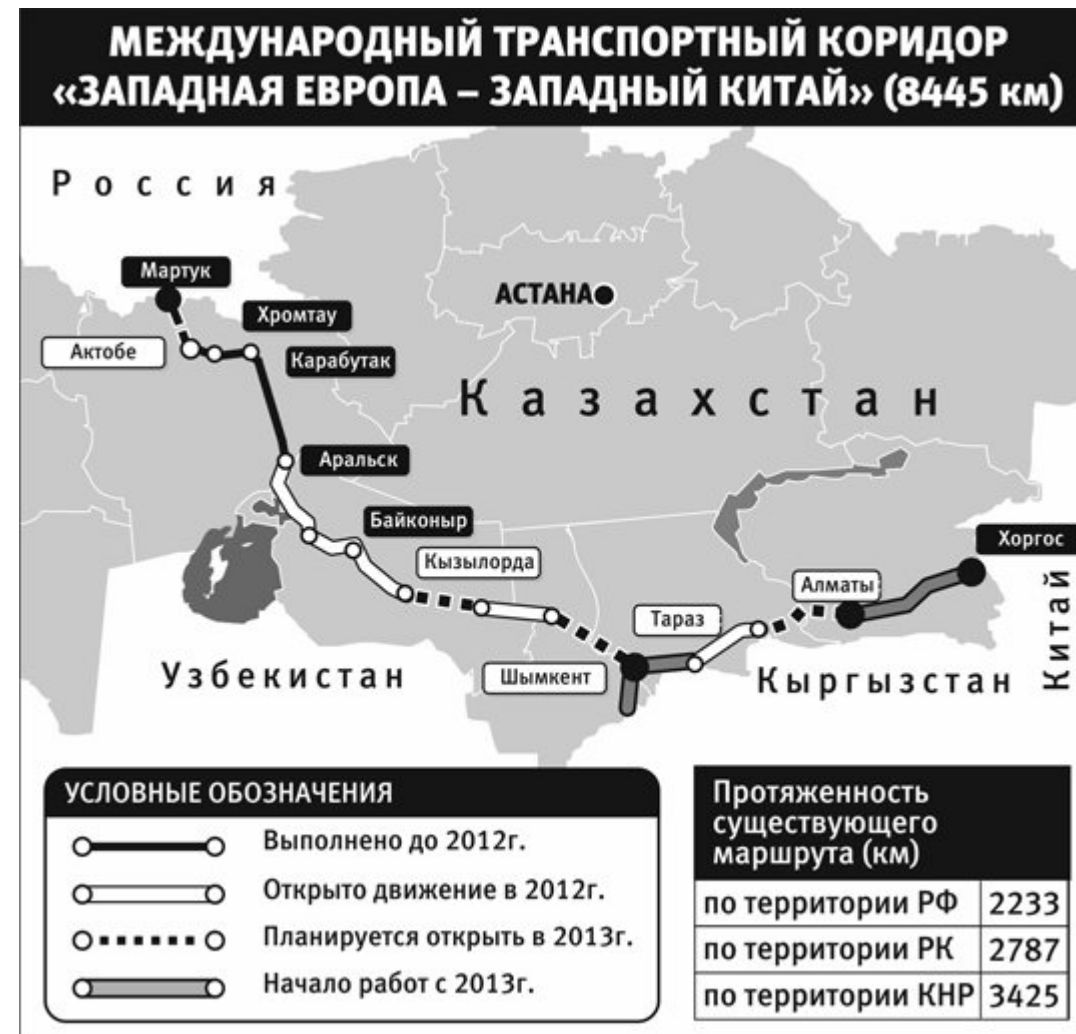 МЕЖДУНАРОДНЫЙ ТРАНСПОРТНЫЙ КОРИДОР
«ЗАПАДНАЯ ЕВРОПА – ЗАПАДНЫЙ КИТАЙ» (8445 км)
Россия
Мартук
АСТАНА
Хромтау
Актобе
Карабутак
Казахстан
Аральск
Байконыр
Хоргос
Кызылорда
Алматы
Китай
Тараз
Узбекистан
Шымкент
Кыргызстан
УСЛОВНЫЕ ОБОЗНАЧЕНИЯ
Выполнено до 2012г.
Открыто движение в 2012г.
Планируется открыть в 2013г.
Начало работ с 2013г.
Протяженность
существующего
маршрута (км)
по территории РФ 2233
по территории РК 2787
по территории КНР 3425